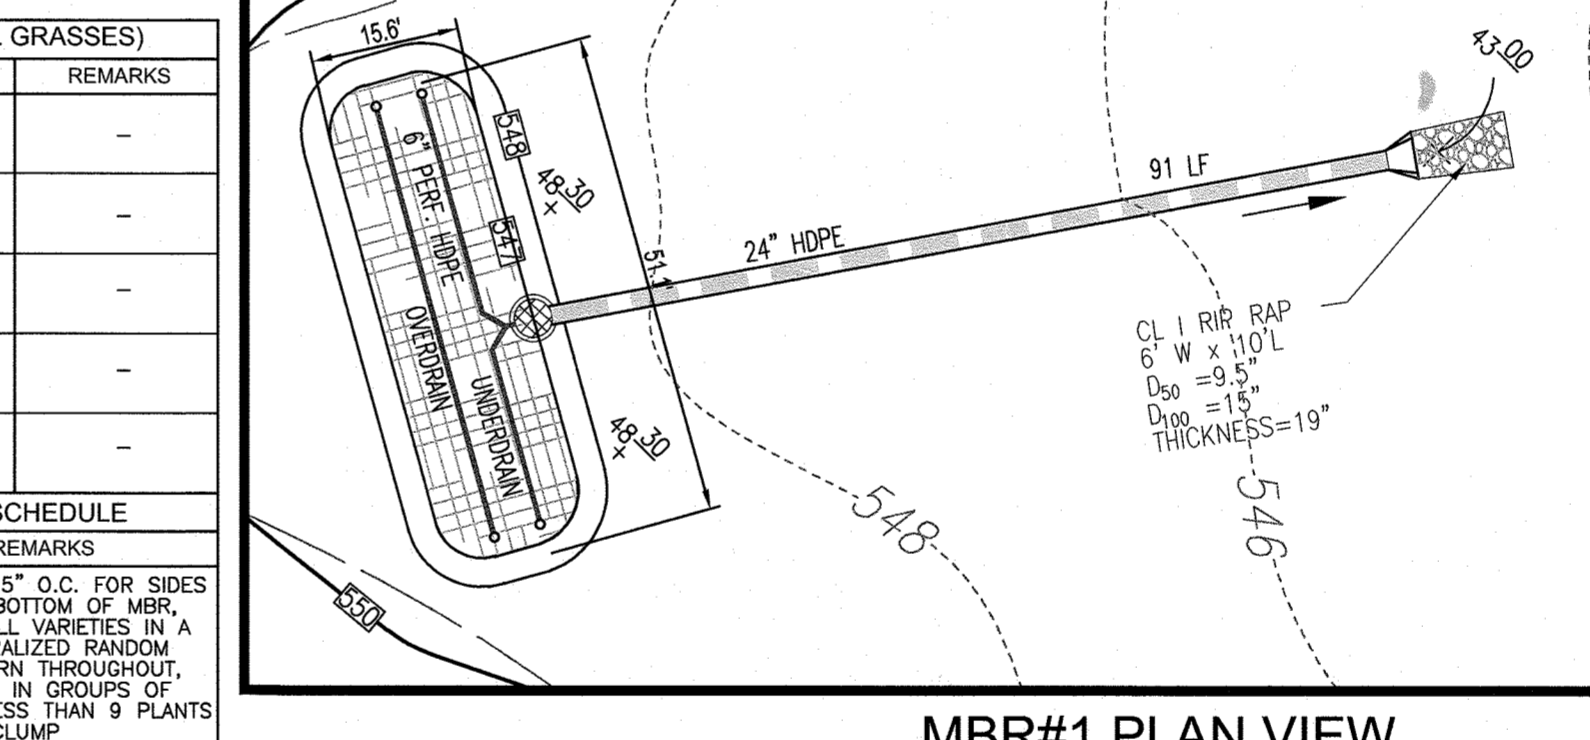 . GRASSES)
REMARKS
–
–
–
–
–
SCHEDULE
REMARKS
5" O.C. FOR SIDES
BOTTOM OF MBR,
LL VARIETIES IN A
RALIZED RANDOM
RN THROUGHOUT,
IN GROUPS OF
ESS THAN 9 PLANTS
CLUMP
15.6'
548
48.30
x
547
6" PERF. HDPE
OVERDRAIN
UNDERDRAIN
51.1'
48.30
x
24" HDPE
91 LF
43.00
CL I RIP RAP
6' W x 10'L
D50 =9.5"
D100 =15"
THICKNESS=19"
548
546
550
MBR#1 PLAN VIEW